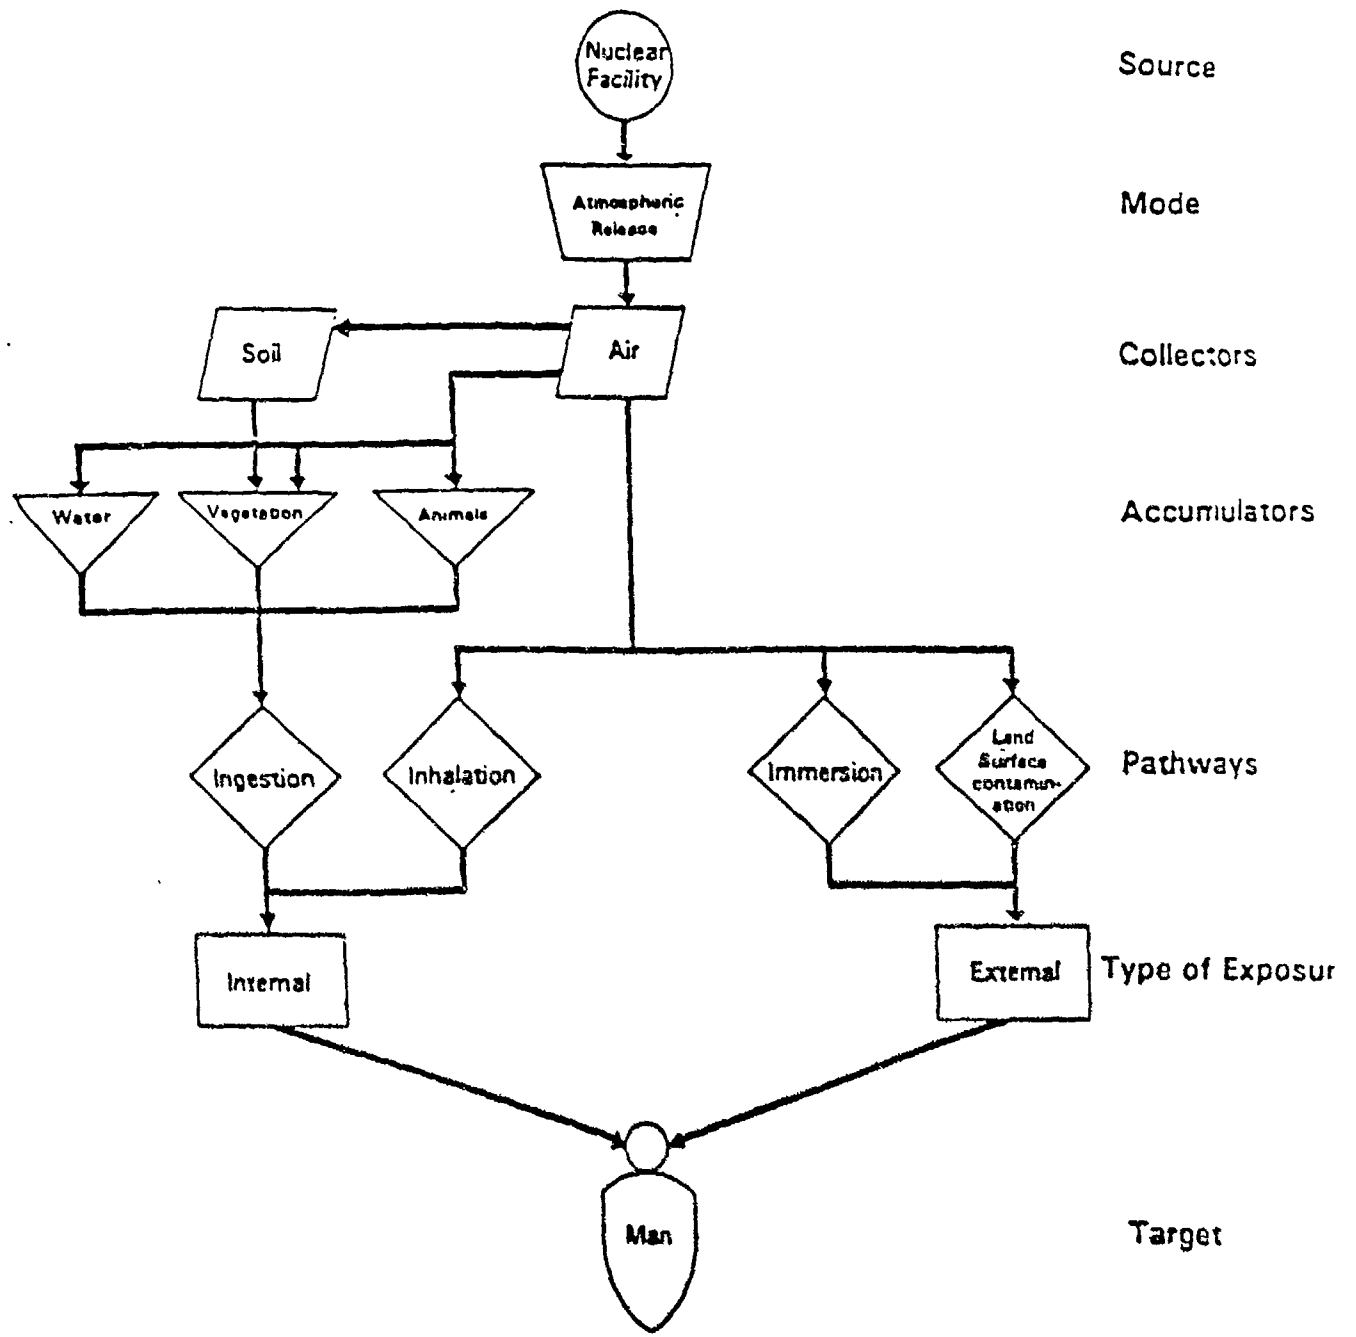 Nuclear
Facility
Source
Atmospheric
Release
Mode
Soil
Air
Collectors
Water
Vegetation
Animals
Accumulators
Ingestion
Inhalation
Immersion
Land
Surface
contamin-
ation
Pathways
Internal
External
Type of Exposur
Man
Target